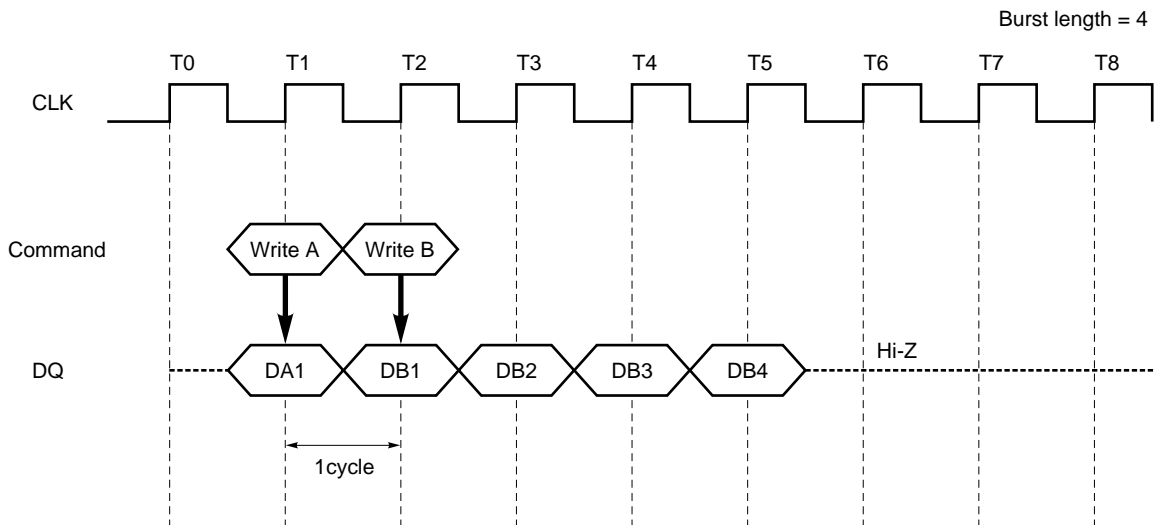 Burst length = 4
T0 T1 T2 T3 T4 T5 T6 T7 T8
CLK
Command Write A Write B
Hi-Z
DQ DA1 DB1 DB2 DB3 DB4
1cycle